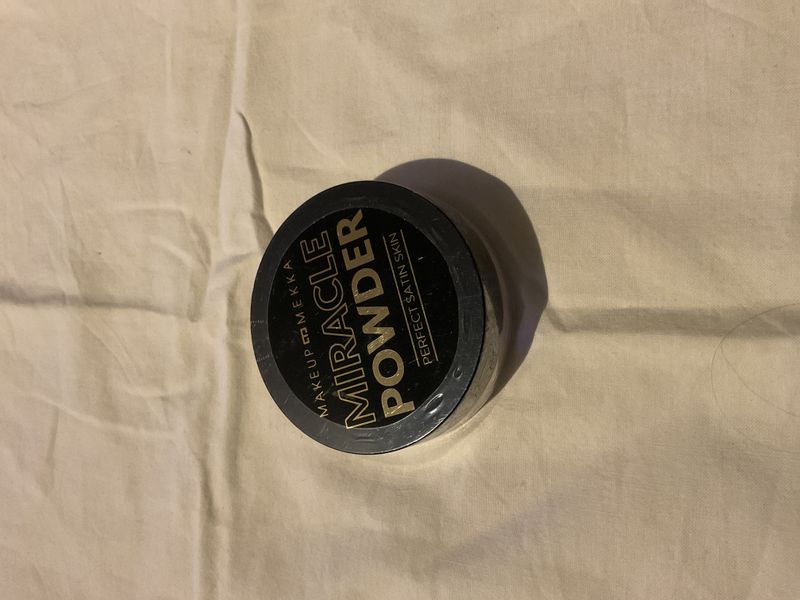 MAKEUP MEKKA
MIRACLE
POWDER
PERFECT SATIN SKIN